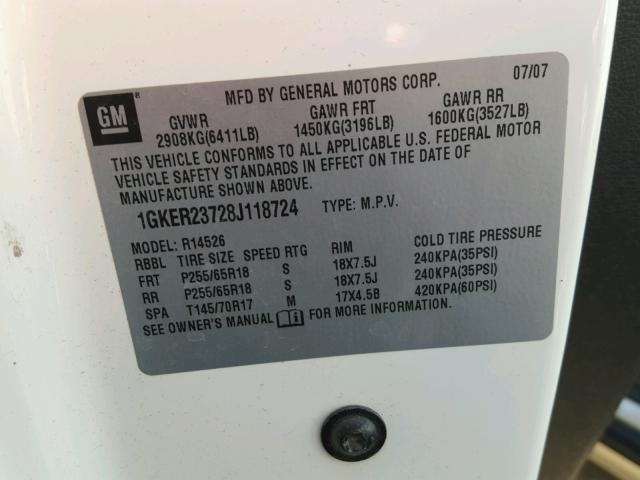 MFD BY GENERAL MOTORS CORP. 07/07
GM ®
GVWR GAWR FRT GAWR RR
2908KG(6411LB) 1450KG(3196LB) 1600KG(3527LB)
THIS VEHICLE CONFORMS TO ALL APPLICABLE U.S. FEDERAL MOTOR
VEHICLE SAFETY STANDARDS IN EFFECT ON THE DATE OF
MANUFACTURE SHOWN ABOVE.
1GKER23728J118724 TYPE: M.P.V.
MODEL: R14526
RBBL TIRE SIZE SPEED RTG RIM COLD TIRE PRESSURE
FRT P255/65R18 S 18X7.5J 240KPA(35PSI)
RR P255/65R18 S 18X7.5J 240KPA(35PSI)
SPA T145/70R17 M 17X4.5B 420KPA(60PSI)
SEE OWNER'S MANUAL FOR MORE INFORMATION.